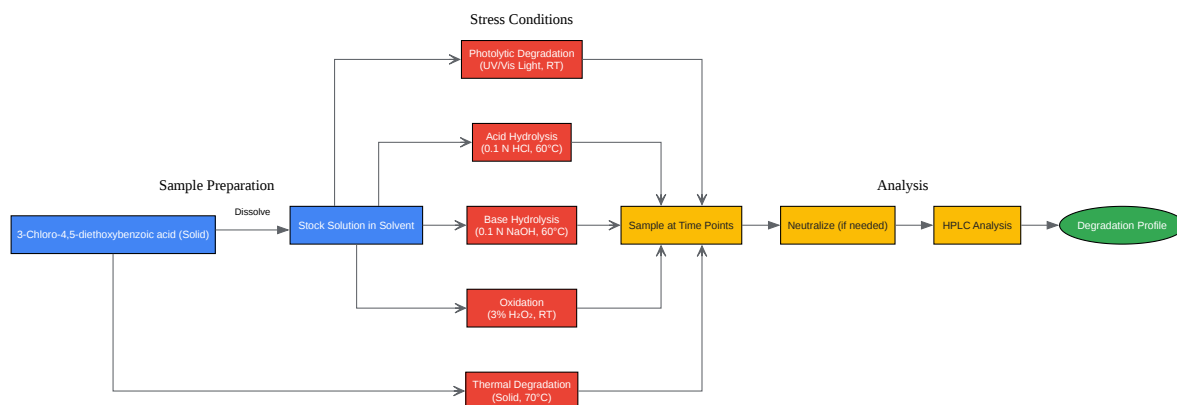 Stress Conditions
Photolytic Degradation
(UV/Vis Light, RT)
Acid Hydrolysis
(0.1 N HCl, 60°C)
Sample Preparation
Analysis
Dissolve
3-Chloro-4,5-diethoxybenzoic acid (Solid)
Stock Solution in Solvent
Base Hydrolysis
(0.1 N NaOH, 60°C)
Sample at Time Points
Neutralize (if needed)
HPLC Analysis
Degradation Profile
Oxidation
(3% H₂O₂, RT)
Thermal Degradation
(Solid, 70°C)